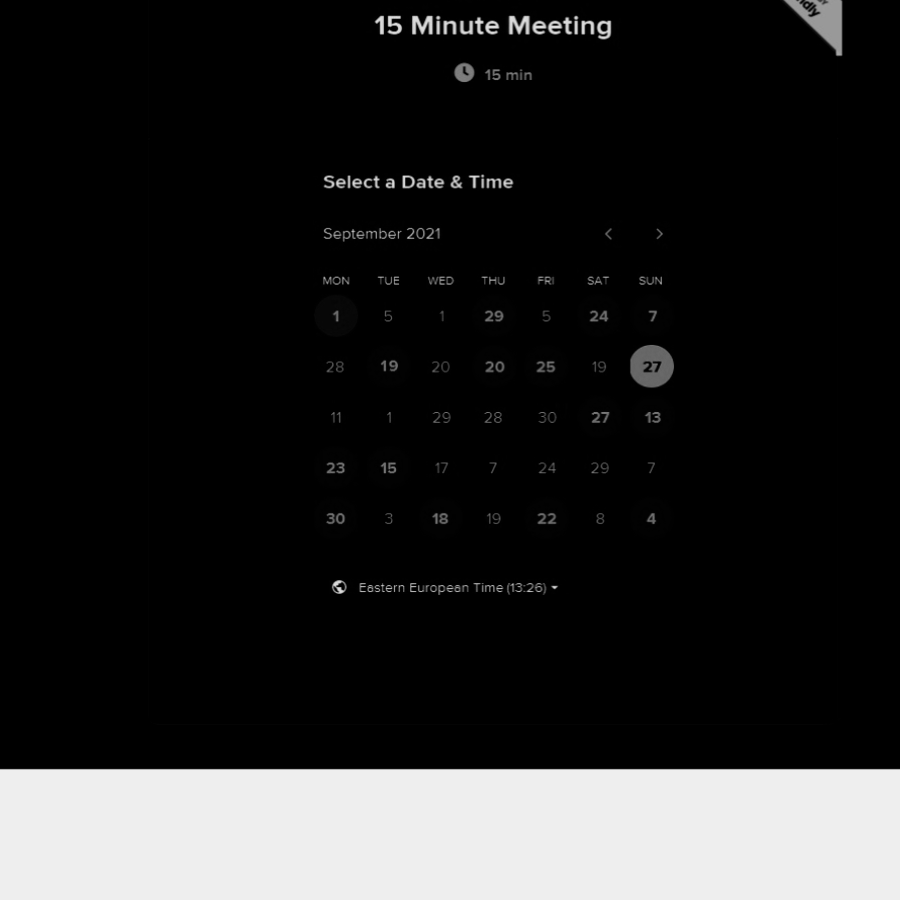 ndly
15 Minute Meeting
15 min
Select a Date & Time
September 2021
MON TUE WED THU FRI SAT SUN
1 5 1 29 5 24 7
28 19 20 20 25 19 27
11 1 29 28 30 27 13
23 15 17 7 24 29 7
30 3 18 19 22 8 4
Eastern European Time (13:26)